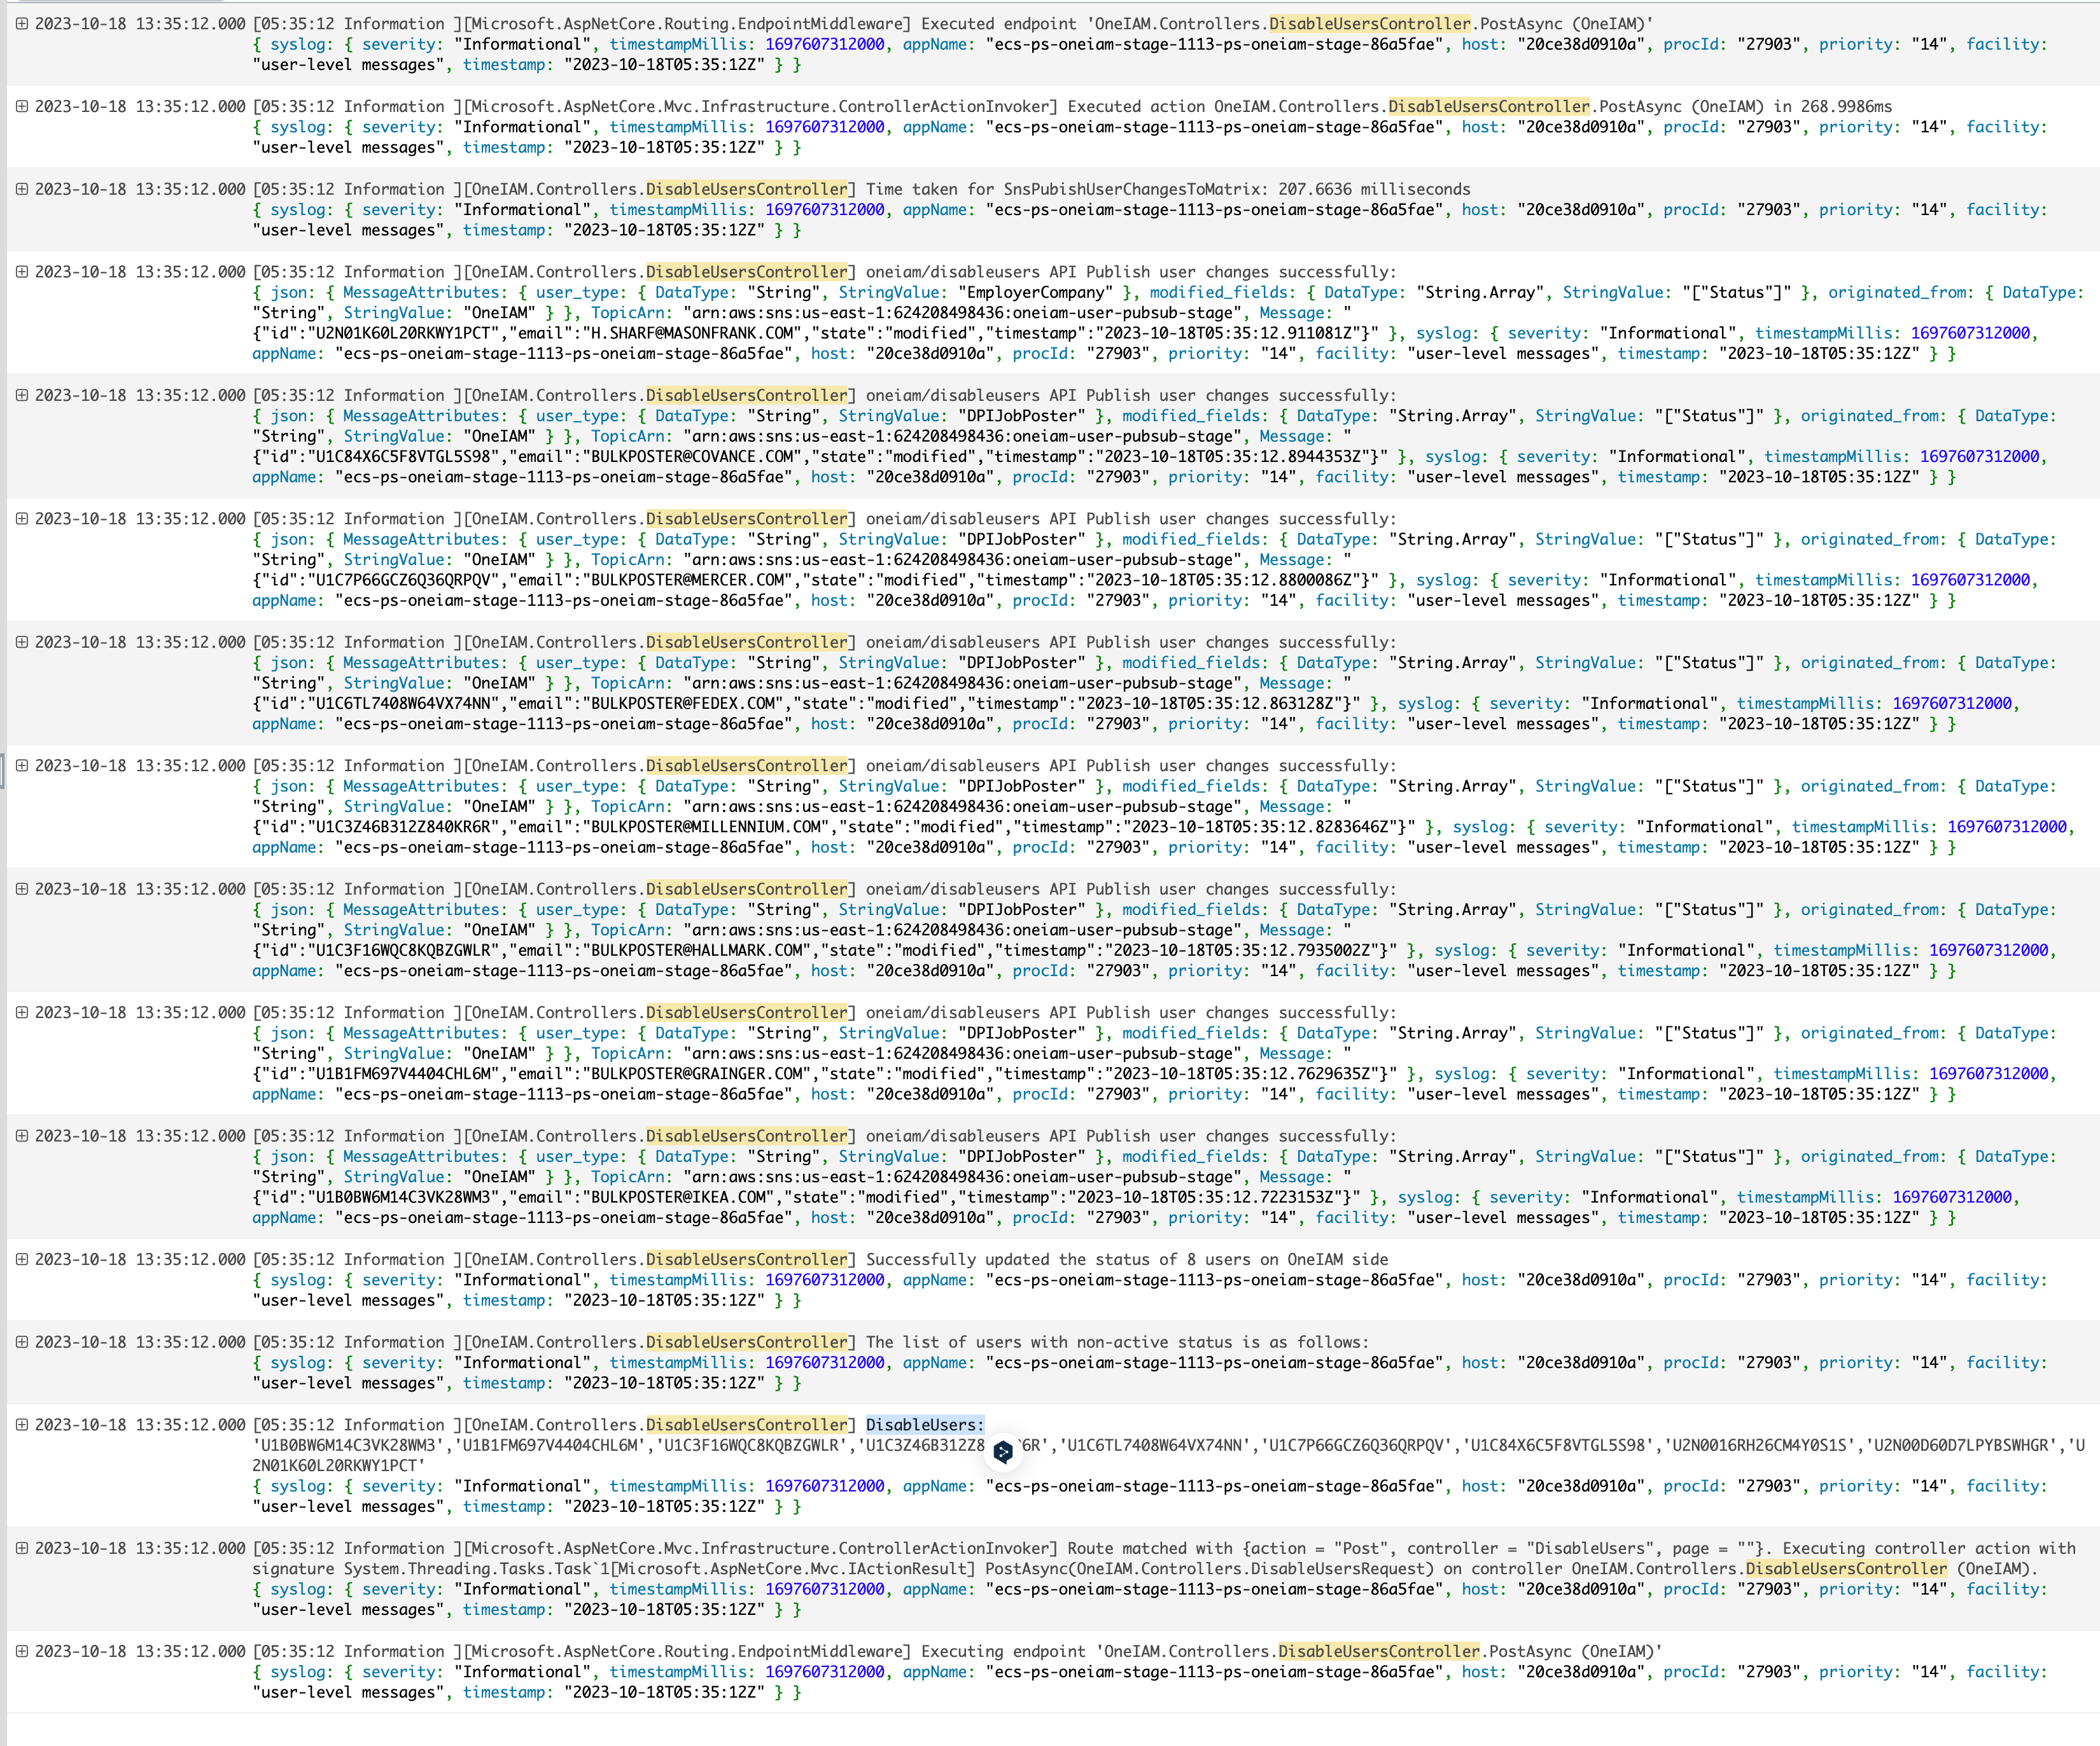 2023-10-18 13:35:12.000 [05:35:12 Information ][Microsoft.AspNetCore.Routing.EndpointMiddleware] Executed endpoint 'OneIAM.Controllers.DisableUsersController.PostAsync (OneIAM)'
{ syslog: { severity: "Informational", timestampMillis: 1697607312000, appName: "ecs-ps-oneiam-stage-1113-ps-oneiam-stage-86a5fae", host: "20ce38d0910a", procId: "27903", priority: "14", facility:
"user-level messages", timestamp: "2023-10-18T05:35:12Z" } }
2023-10-18 13:35:12.000 [05:35:12 Information ][Microsoft.AspNetCore.Mvc.Infrastructure.ControllerActionInvoker] Executed action OneIAM.Controllers.DisableUsersController.PostAsync (OneIAM) in 268.9986ms
{ syslog: { severity: "Informational", timestampMillis: 1697607312000, appName: "ecs-ps-oneiam-stage-1113-ps-oneiam-stage-86a5fae", host: "20ce38d0910a", procId: "27903", priority: "14", facility:
"user-level messages", timestamp: "2023-10-18T05:35:12Z" } }
2023-10-18 13:35:12.000 [05:35:12 Information ][OneIAM.Controllers.DisableUsersController] Time taken for SnsPubishUserChangesToMatrix: 207.6636 milliseconds
{ syslog: { severity: "Informational", timestampMillis: 1697607312000, appName: "ecs-ps-oneiam-stage-1113-ps-oneiam-stage-86a5fae", host: "20ce38d0910a", procId: "27903", priority: "14", facility:
"user-level messages", timestamp: "2023-10-18T05:35:12Z" } }
2023-10-18 13:35:12.000 [05:35:12 Information ][OneIAM.Controllers.DisableUsersController] oneiam/disableusers API Publish user changes successfully:
{ json: { MessageAttributes: { user_type: { DataType: "String", StringValue: "EmployerCompany" }, modified_fields: { DataType: "String.Array", StringValue: "["Status"]" }, originated_from: { DataType:
"String", StringValue: "OneIAM" } }, TopicArn: "arn:aws:sns:us-east-1:624208498436:oneiam-user-pubsub-stage", Message: "
{"id":"U2N01K60L20RKWY1PCT","email":"H.SHARF@MASONFRANK.COM","state":"modified","timestamp":"2023-10-18T05:35:12.911081Z"}" }, syslog: { severity: "Informational", timestampMillis: 1697607312000,
appName: "ecs-ps-oneiam-stage-1113-ps-oneiam-stage-86a5fae", host: "20ce38d0910a", procId: "27903", priority: "14", facility: "user-level messages", timestamp: "2023-10-18T05:35:12Z" } }
2023-10-18 13:35:12.000 [05:35:12 Information ][OneIAM.Controllers.DisableUsersController] oneiam/disableusers API Publish user changes successfully:
{ json: { MessageAttributes: { user_type: { DataType: "String", StringValue: "DPIJobPoster" }, modified_fields: { DataType: "String.Array", StringValue: "["Status"]" }, originated_from: { DataType:
"String", StringValue: "OneIAM" } }, TopicArn: "arn:aws:sns:us-east-1:624208498436:oneiam-user-pubsub-stage", Message: "
{"id":"U1C84X6C5F8VTGL5S98","email":"BULKPOSTER@COVANCE.COM","state":"modified","timestamp":"2023-10-18T05:35:12.8944353Z"}" }, syslog: { severity: "Informational", timestampMillis: 1697607312000,
appName: "ecs-ps-oneiam-stage-1113-ps-oneiam-stage-86a5fae", host: "20ce38d0910a", procId: "27903", priority: "14", facility: "user-level messages", timestamp: "2023-10-18T05:35:12Z" } }
2023-10-18 13:35:12.000 [05:35:12 Information ][OneIAM.Controllers.DisableUsersController] oneiam/disableusers API Publish user changes successfully:
{ json: { MessageAttributes: { user_type: { DataType: "String", StringValue: "DPIJobPoster" }, modified_fields: { DataType: "String.Array", StringValue: "["Status"]" }, originated_from: { DataType:
"String", StringValue: "OneIAM" } }, TopicArn: "arn:aws:sns:us-east-1:624208498436:oneiam-user-pubsub-stage", Message: "
{"id":"U1C7P66GCZ6Q36QRPQV","email":"BULKPOSTER@MERCER.COM","state":"modified","timestamp":"2023-10-18T05:35:12.8800086Z"}" }, syslog: { severity: "Informational", timestampMillis: 1697607312000,
appName: "ecs-ps-oneiam-stage-1113-ps-oneiam-stage-86a5fae", host: "20ce38d0910a", procId: "27903", priority: "14", facility: "user-level messages", timestamp: "2023-10-18T05:35:12Z" } }
2023-10-18 13:35:12.000 [05:35:12 Information ][OneIAM.Controllers.DisableUsersController] oneiam/disableusers API Publish user changes successfully:
{ json: { MessageAttributes: { user_type: { DataType: "String", StringValue: "DPIJobPoster" }, modified_fields: { DataType: "String.Array", StringValue: "["Status"]" }, originated_from: { DataType:
"String", StringValue: "OneIAM" } }, TopicArn: "arn:aws:sns:us-east-1:624208498436:oneiam-user-pubsub-stage", Message: "
{"id":"U1C6TL7408W64VX74NN","email":"BULKPOSTER@FEDEX.COM","state":"modified","timestamp":"2023-10-18T05:35:12.863128Z"}" }, syslog: { severity: "Informational", timestampMillis: 1697607312000,
appName: "ecs-ps-oneiam-stage-1113-ps-oneiam-stage-86a5fae", host: "20ce38d0910a", procId: "27903", priority: "14", facility: "user-level messages", timestamp: "2023-10-18T05:35:12Z" } }
2023-10-18 13:35:12.000 [05:35:12 Information ][OneIAM.Controllers.DisableUsersController] oneiam/disableusers API Publish user changes successfully:
{ json: { MessageAttributes: { user_type: { DataType: "String", StringValue: "DPIJobPoster" }, modified_fields: { DataType: "String.Array", StringValue: "["Status"]" }, originated_from: { DataType:
"String", StringValue: "OneIAM" } }, TopicArn: "arn:aws:sns:us-east-1:624208498436:oneiam-user-pubsub-stage", Message: "
{"id":"U1C3Z46B312Z840KR6R","email":"BULKPOSTER@MILLENNIUM.COM","state":"modified","timestamp":"2023-10-18T05:35:12.8283646Z"}" }, syslog: { severity: "Informational", timestampMillis: 1697607312000,
appName: "ecs-ps-oneiam-stage-1113-ps-oneiam-stage-86a5fae", host: "20ce38d0910a", procId: "27903", priority: "14", facility: "user-level messages", timestamp: "2023-10-18T05:35:12Z" } }
2023-10-18 13:35:12.000 [05:35:12 Information ][OneIAM.Controllers.DisableUsersController] oneiam/disableusers API Publish user changes successfully:
{ json: { MessageAttributes: { user_type: { DataType: "String", StringValue: "DPIJobPoster" }, modified_fields: { DataType: "String.Array", StringValue: "["Status"]" }, originated_from: { DataType:
"String", StringValue: "OneIAM" } }, TopicArn: "arn:aws:sns:us-east-1:624208498436:oneiam-user-pubsub-stage", Message: "
{"id":"U1C3F16WQC8KQBZGWLR","email":"BULKPOSTER@HALLMARK.COM","state":"modified","timestamp":"2023-10-18T05:35:12.7935002Z"}" }, syslog: { severity: "Informational", timestampMillis: 1697607312000,
appName: "ecs-ps-oneiam-stage-1113-ps-oneiam-stage-86a5fae", host: "20ce38d0910a", procId: "27903", priority: "14", facility: "user-level messages", timestamp: "2023-10-18T05:35:12Z" } }
2023-10-18 13:35:12.000 [05:35:12 Information ][OneIAM.Controllers.DisableUsersController] oneiam/disableusers API Publish user changes successfully:
{ json: { MessageAttributes: { user_type: { DataType: "String", StringValue: "DPIJobPoster" }, modified_fields: { DataType: "String.Array", StringValue: "["Status"]" }, originated_from: { DataType:
"String", StringValue: "OneIAM" } }, TopicArn: "arn:aws:sns:us-east-1:624208498436:oneiam-user-pubsub-stage", Message: "
{"id":"U1B1FM697V4404CHL6M","email":"BULKPOSTER@GRAINGER.COM","state":"modified","timestamp":"2023-10-18T05:35:12.7629635Z"}" }, syslog: { severity: "Informational", timestampMillis: 1697607312000,
appName: "ecs-ps-oneiam-stage-1113-ps-oneiam-stage-86a5fae", host: "20ce38d0910a", procId: "27903", priority: "14", facility: "user-level messages", timestamp: "2023-10-18T05:35:12Z" } }
2023-10-18 13:35:12.000 [05:35:12 Information ][OneIAM.Controllers.DisableUsersController] oneiam/disableusers API Publish user changes successfully:
{ json: { MessageAttributes: { user_type: { DataType: "String", StringValue: "DPIJobPoster" }, modified_fields: { DataType: "String.Array", StringValue: "["Status"]" }, originated_from: { DataType:
"String", StringValue: "OneIAM" } }, TopicArn: "arn:aws:sns:us-east-1:624208498436:oneiam-user-pubsub-stage", Message: "
{"id":"U1B0BW6M14C3VK28WM3","email":"BULKPOSTER@IKEA.COM","state":"modified","timestamp":"2023-10-18T05:35:12.7223153Z"}" }, syslog: { severity: "Informational", timestampMillis: 1697607312000,
appName: "ecs-ps-oneiam-stage-1113-ps-oneiam-stage-86a5fae", host: "20ce38d0910a", procId: "27903", priority: "14", facility: "user-level messages", timestamp: "2023-10-18T05:35:12Z" } }
2023-10-18 13:35:12.000 [05:35:12 Information ][OneIAM.Controllers.DisableUsersController] Successfully updated the status of 8 users on OneIAM side
{ syslog: { severity: "Informational", timestampMillis: 1697607312000, appName: "ecs-ps-oneiam-stage-1113-ps-oneiam-stage-86a5fae", host: "20ce38d0910a", procId: "27903", priority: "14", facility:
"user-level messages", timestamp: "2023-10-18T05:35:12Z" } }
2023-10-18 13:35:12.000 [05:35:12 Information ][OneIAM.Controllers.DisableUsersController] The list of users with non-active status is as follows:
{ syslog: { severity: "Informational", timestampMillis: 1697607312000, appName: "ecs-ps-oneiam-stage-1113-ps-oneiam-stage-86a5fae", host: "20ce38d0910a", procId: "27903", priority: "14", facility:
"user-level messages", timestamp: "2023-10-18T05:35:12Z" } }
2023-10-18 13:35:12.000 [05:35:12 Information ][OneIAM.Controllers.DisableUsersController] DisableUsers:
'U1B0BW6M14C3VK28WM3','U1B1FM697V4404CHL6M','U1C3F16WQC8KQBZGWLR','U1C3Z46B312Z8 6R','U1C6TL7408W64VX74NN','U1C7P66GCZ6Q36QRPQV','U1C84X6C5F8VTGL5S98','U2N0016RH26CM4Y0S1S','U2N00D60D7LPYBSWHGR','U
2N01K60L20RKWY1PCT'
{ syslog: { severity: "Informational", timestampMillis: 1697607312000, appName: "ecs-ps-oneiam-stage-1113-ps-oneiam-stage-86a5fae", host: "20ce38d0910a", procId: "27903", priority: "14", facility:
"user-level messages", timestamp: "2023-10-18T05:35:12Z" } }
2023-10-18 13:35:12.000 [05:35:12 Information ][Microsoft.AspNetCore.Mvc.Infrastructure.ControllerActionInvoker] Route matched with {action = "Post", controller = "DisableUsers", page = ""}. Executing controller action with
signature System.Threading.Tasks.Task`1[Microsoft.AspNetCore.Mvc.IActionResult] PostAsync(OneIAM.Controllers.DisableUsersRequest) on controller OneIAM.Controllers.DisableUsersController (OneIAM).
{ syslog: { severity: "Informational", timestampMillis: 1697607312000, appName: "ecs-ps-oneiam-stage-1113-ps-oneiam-stage-86a5fae", host: "20ce38d0910a", procId: "27903", priority: "14", facility:
"user-level messages", timestamp: "2023-10-18T05:35:12Z" } }
2023-10-18 13:35:12.000 [05:35:12 Information ][Microsoft.AspNetCore.Routing.EndpointMiddleware] Executing endpoint 'OneIAM.Controllers.DisableUsersController.PostAsync (OneIAM)'
{ syslog: { severity: "Informational", timestampMillis: 1697607312000, appName: "ecs-ps-oneiam-stage-1113-ps-oneiam-stage-86a5fae", host: "20ce38d0910a", procId: "27903", priority: "14", facility:
"user-level messages", timestamp: "2023-10-18T05:35:12Z" } }